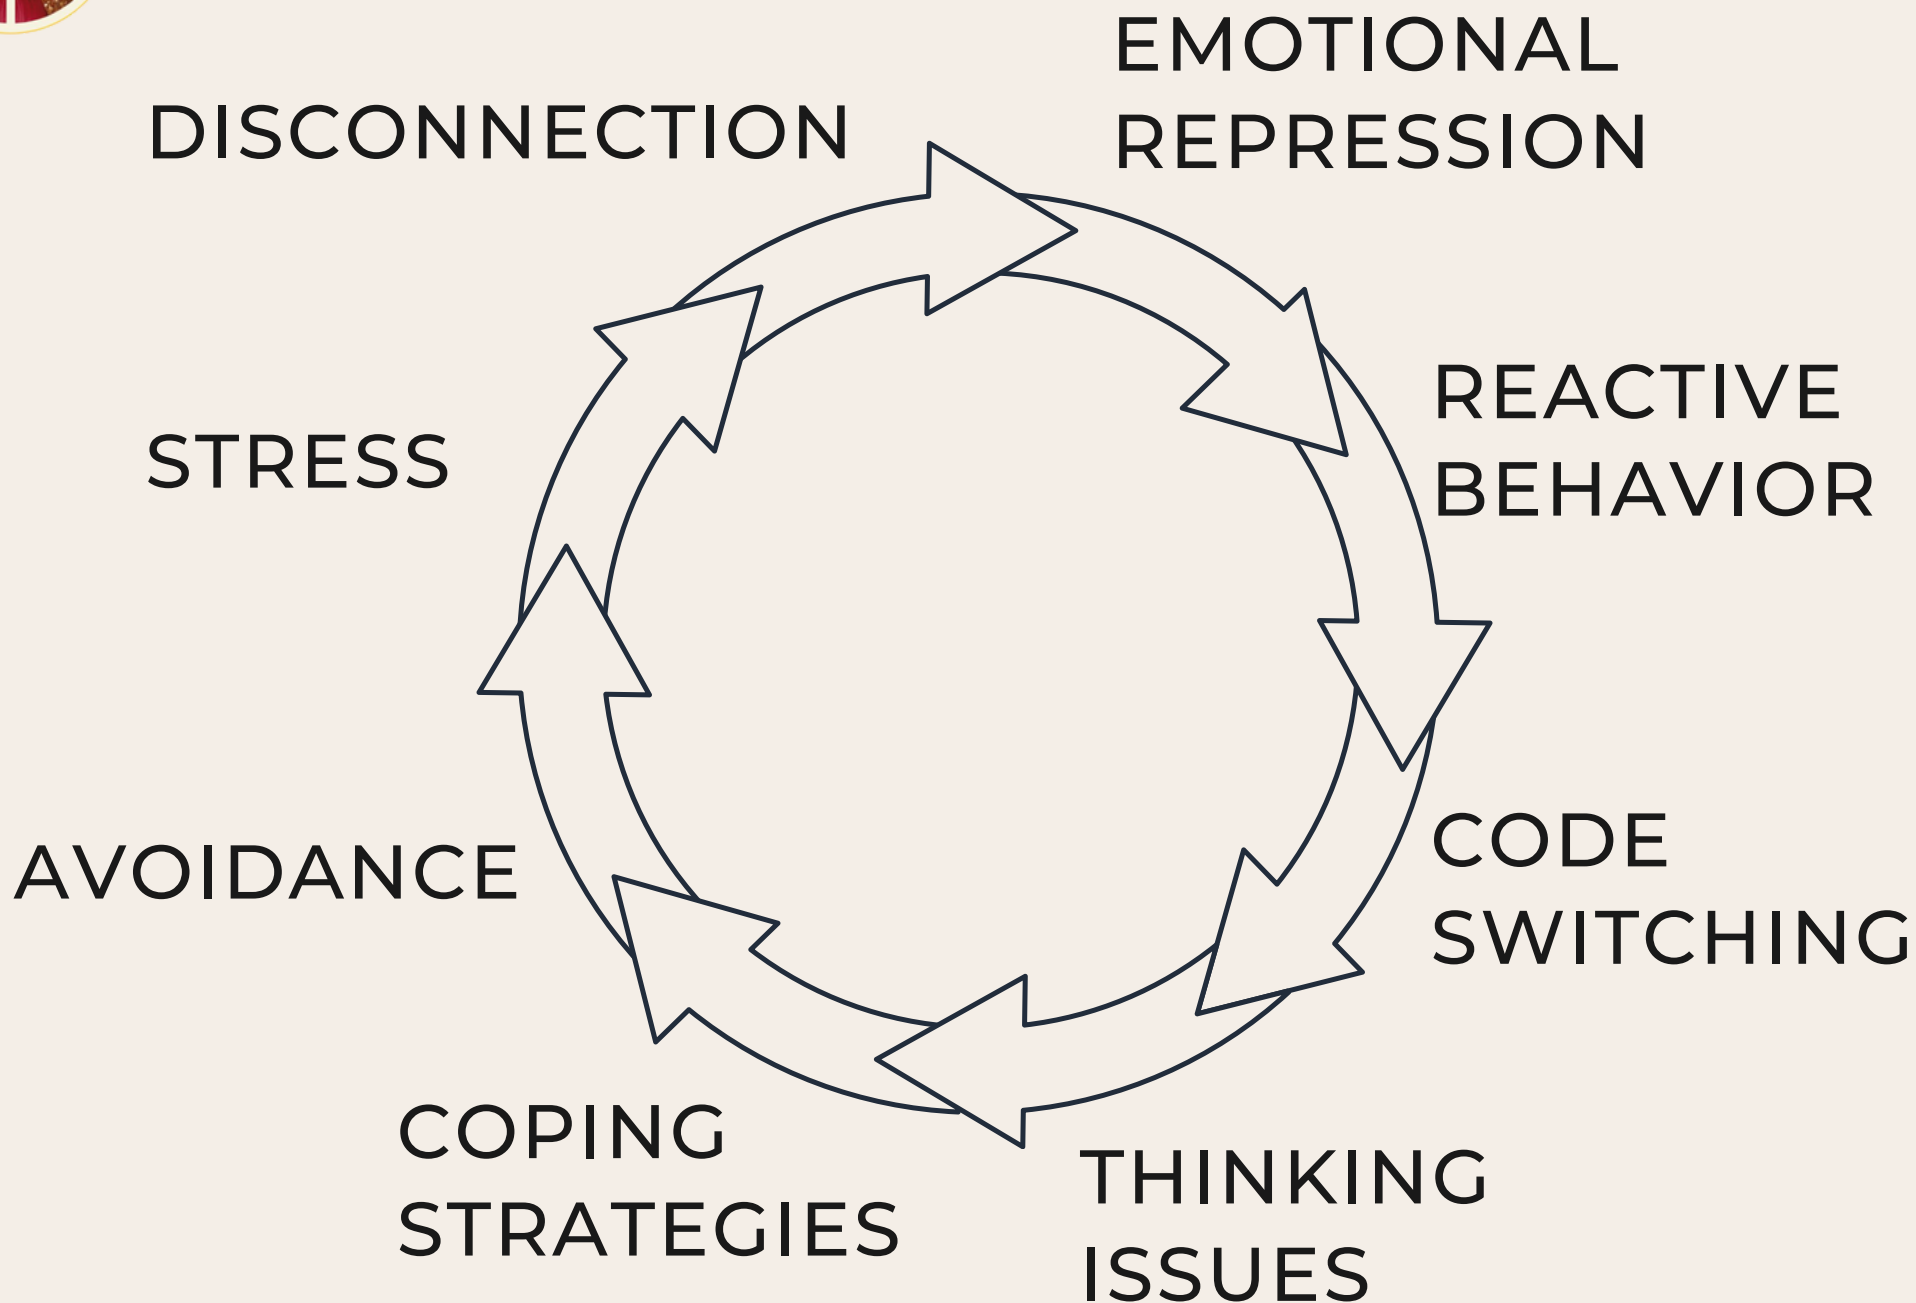 EMOTIONAL
REPRESSION
DISCONNECTION
REACTIVE
BEHAVIOR
STRESS
CODE
SWITCHING
AVOIDANCE
COPING
STRATEGIES
THINKING
ISSUES